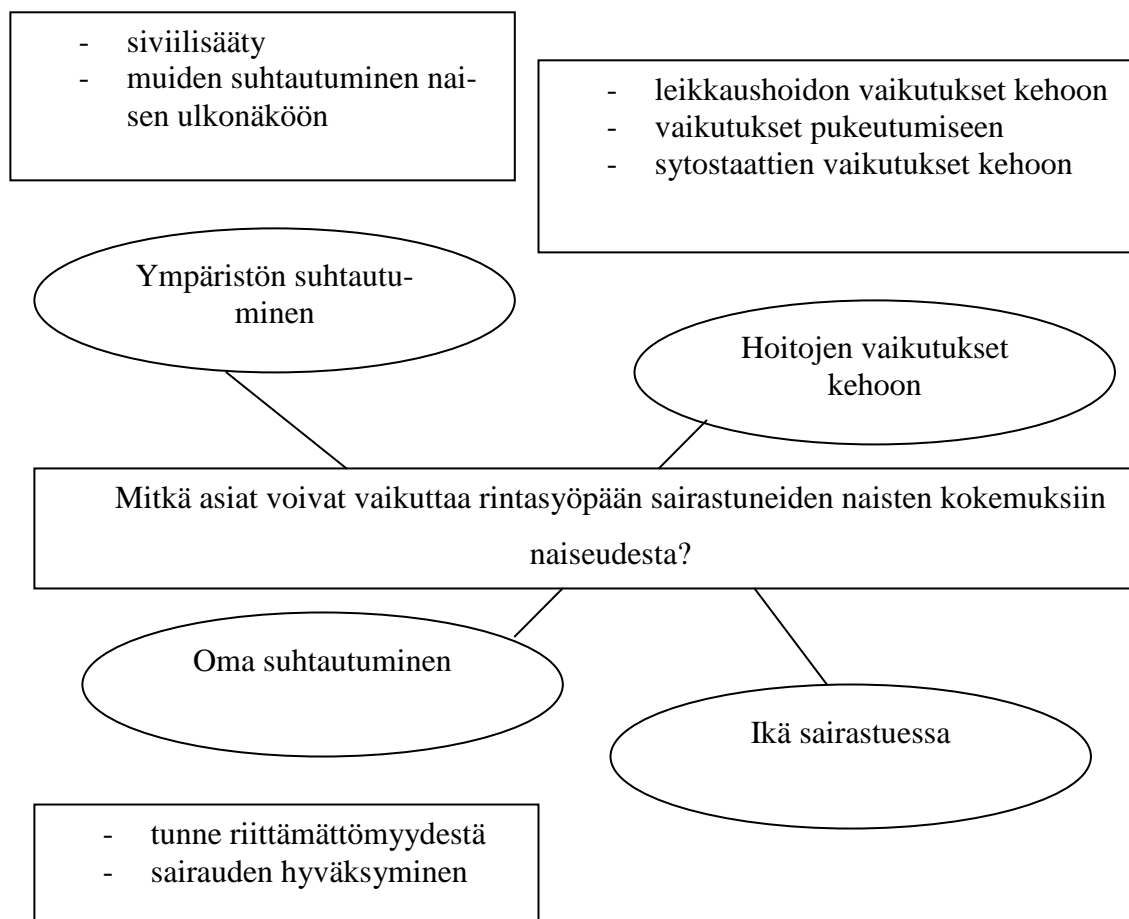 - siviilisääty
- muiden suhtautuminen nai-
sen ulkonäköön
- leikkaushoidon vaikutukset kehoon
- vaikutukset pukeutumiseen
- sytostaattien vaikutukset kehoon
Ympäristön suhtautu-
minen
Hoitojen vaikutukset
kehoon
Mitkä asiat voivat vaikuttaa rintasyöpään sairastuneiden naisten kokemuksiin
naiseudesta?
Oma suhtautuminen
Ikä sairastuessa
- tunne riittämättömyydestä
- sairauden hyväksyminen